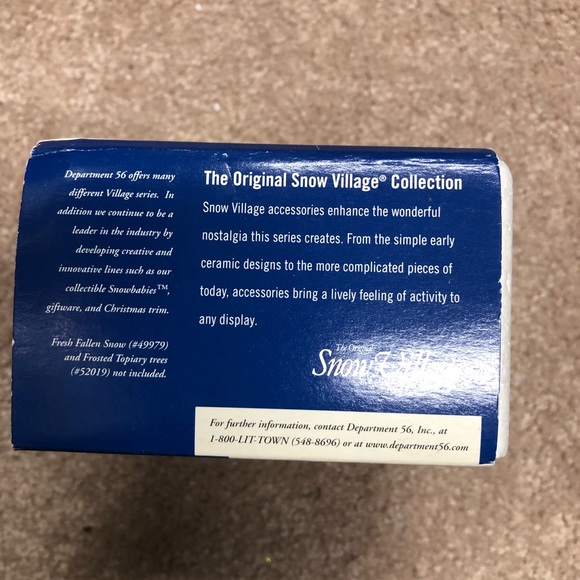 Department 56 offers many
different Village series. In
addition we continue to be a
leader in the industry by
developing creative and
innovative lines such as our
collectible Snowbabies™,
giftware, and Christmas trim.
Fresh Fallen Snow (#49979)
and Frosted Topiary trees
(#52019) not included.
The Original Snow Village® Collection
Snow Village accessories enhance the wonderful
nostalgia this series creates. From the simple early
ceramic designs to the more complicated pieces of
today, accessories bring a lively feeling of activity to
any display.
The Original
Snow Village
For further information, contact Department 56, Inc., at
1-800-LIT-TOWN (548-8696) or at www.department56.com